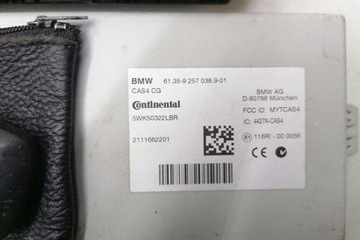 BMW 61.35-9 257 038.9-01
CAS4 CG
BMW AG
D-80788 München
Continental
FCC ID: MYTCAS4
5WK50322LBR
IC: 4427A-CAS4
2111662201
e1 116RI - 00 0056
CE